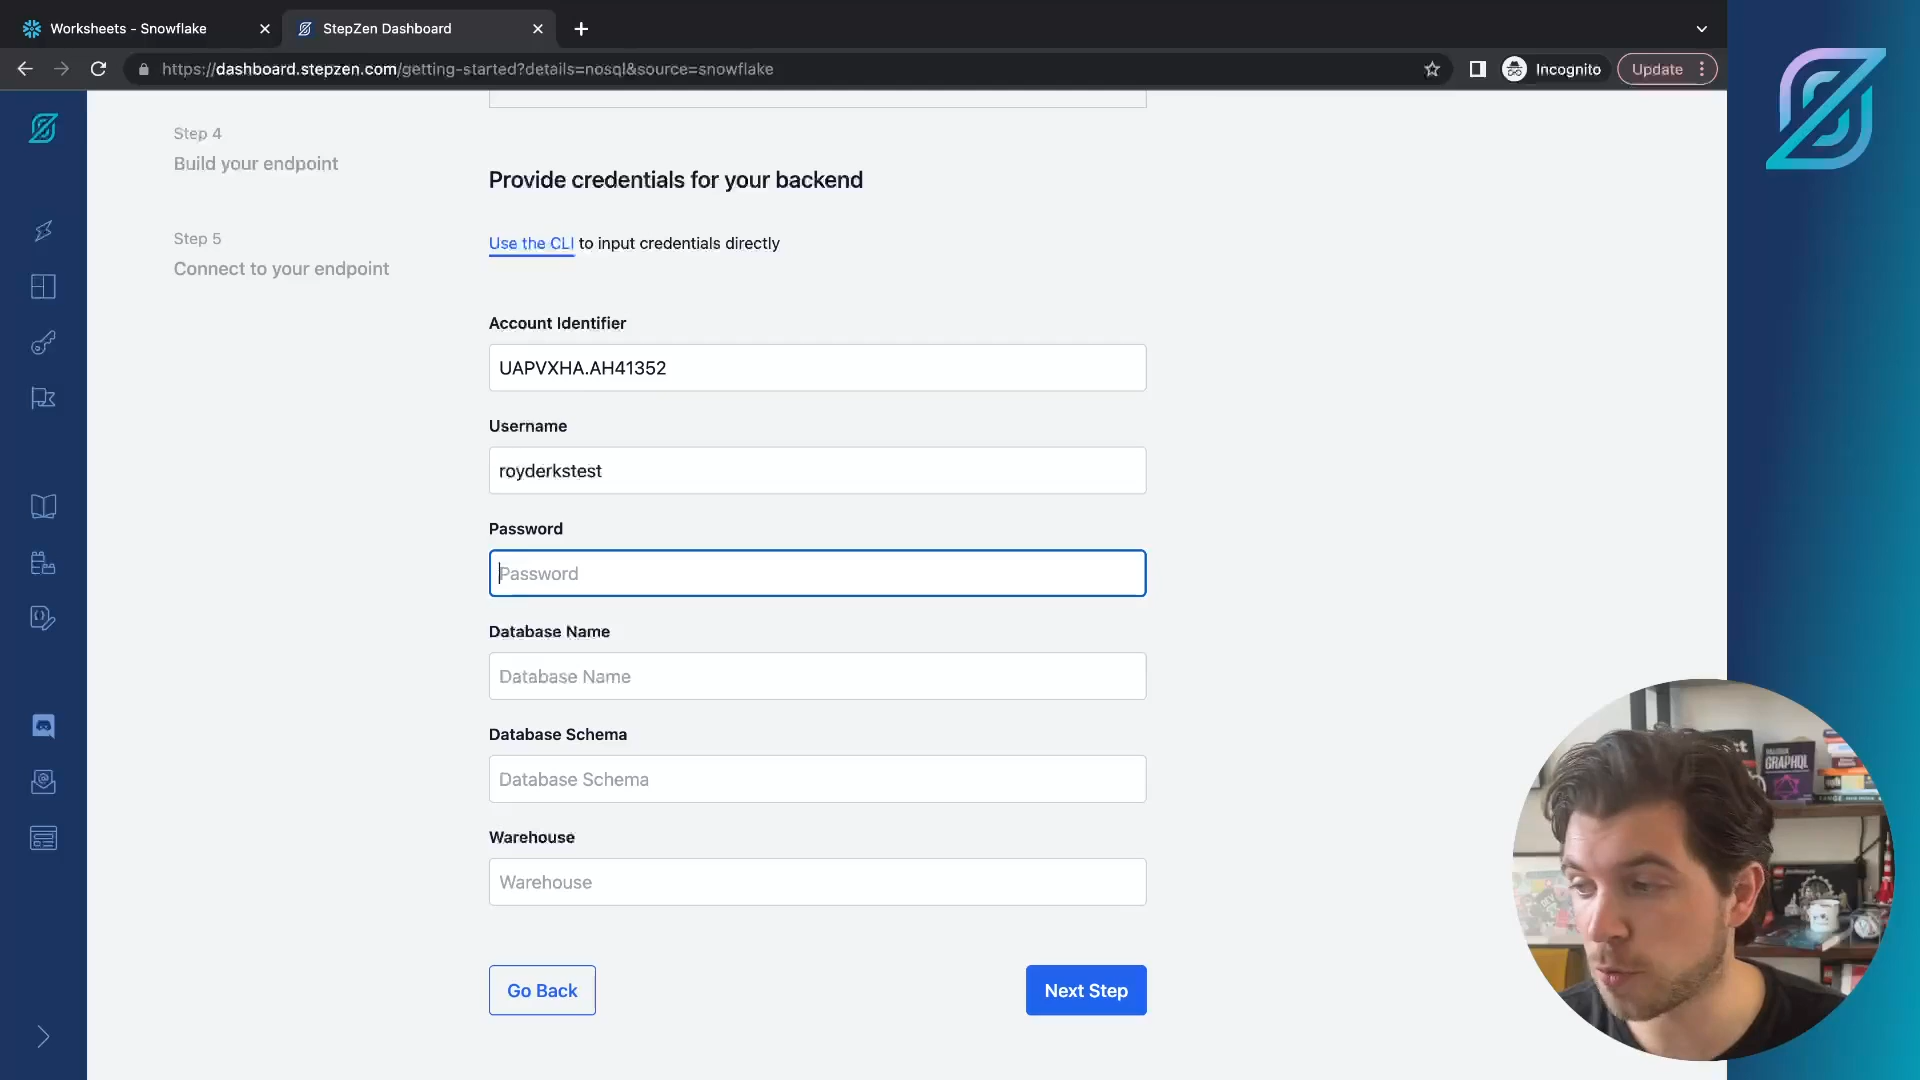 Worksheets - Snowflake
StepZen Dashboard
https://dashboard.stepzen.com/getting-started?details=nosql&source=snowflake
Incognito
Update
Step 4
Build your endpoint
Step 5
Connect to your endpoint
Provide credentials for your backend
Use the CLI to input credentials directly
Account Identifier
UAPVXHA.AH41352
Username
royderkstest
Password
Password
Database Name
Database Name
Database Schema
Database Schema
Warehouse
Warehouse
Go Back
Next Step
GRAPHQL